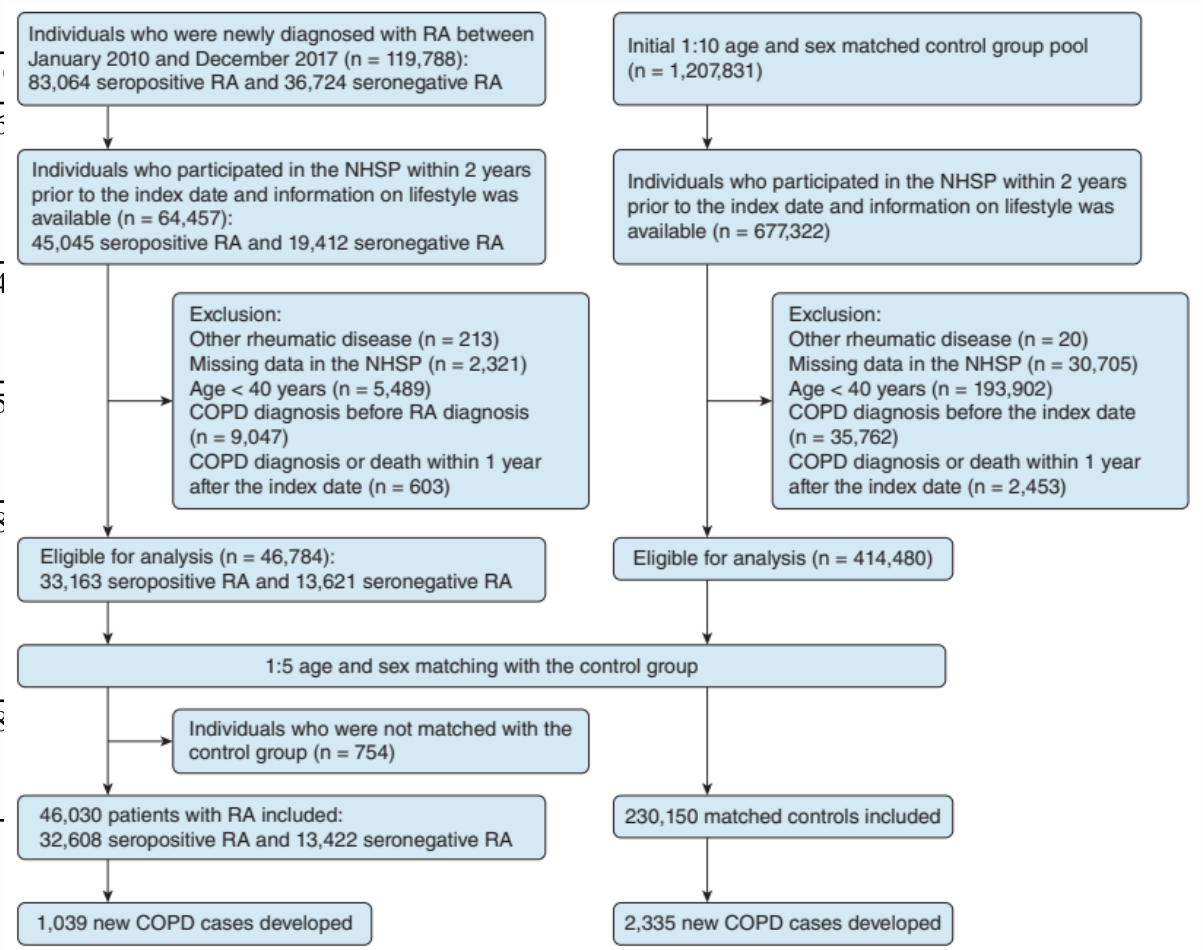 Individuals who were newly diagnosed with RA between
January 2010 and December 2017 (n = 119,788):
83,064 seropositive RA and 36,724 seronegative RA
Initial 1:10 age and sex matched control group pool
(n = 1,207,831)
Individuals who participated in the NHSP within 2 years
prior to the index date and information on lifestyle was
available (n = 64,457):
45,045 seropositive RA and 19,412 seronegative RA
Individuals who participated in the NHSP within 2 years
prior to the index date and information on lifestyle was
available (n = 677,322)
Exclusion:
Other rheumatic disease (n = 213)
Missing data in the NHSP (n = 2,321)
Age < 40 years (n = 5,489)
COPD diagnosis before RA diagnosis
(n = 9,047)
COPD diagnosis or death within 1 year
after the index date (n = 603)
Exclusion:
Other rheumatic disease (n = 20)
Missing data in the NHSP (n = 30,705)
Age < 40 years (n = 193,902)
COPD diagnosis before the index date
(n = 35,762)
COPD diagnosis or death within 1 year
after the index date (n = 2,453)
Eligible for analysis (n = 46,784):
33,163 seropositive RA and 13,621 seronegative RA
Eligible for analysis (n = 414,480)
1:5 age and sex matching with the control group
Individuals who were not matched with the
control group (n = 754)
46,030 patients with RA included:
32,608 seropositive RA and 13,422 seronegative RA
230,150 matched controls included
1,039 new COPD cases developed
2,335 new COPD cases developed